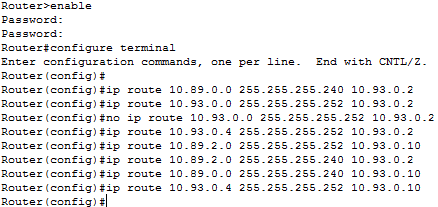 Router>enable
Password:
Password:
Router#configure terminal
Enter configuration commands, one per line.  End with CNTL/Z.
Router(config)#
Router(config)#ip route 10.89.0.0 255.255.255.240 10.93.0.2
Router(config)#ip route 10.93.0.0 255.255.255.252 10.93.0.2
Router(config)#no ip route 10.93.0.0 255.255.255.252 10.93.0.2
Router(config)#ip route 10.93.0.4 255.255.255.252 10.93.0.2
Router(config)#ip route 10.89.2.0 255.255.255.252 10.93.0.10
Router(config)#ip route 10.89.2.0 255.255.255.252 10.93.0.2
Router(config)#ip route 10.89.0.0 255.255.255.240 10.93.0.10
Router(config)#ip route 10.93.0.4 255.255.255.252 10.93.0.10
Router(config)#